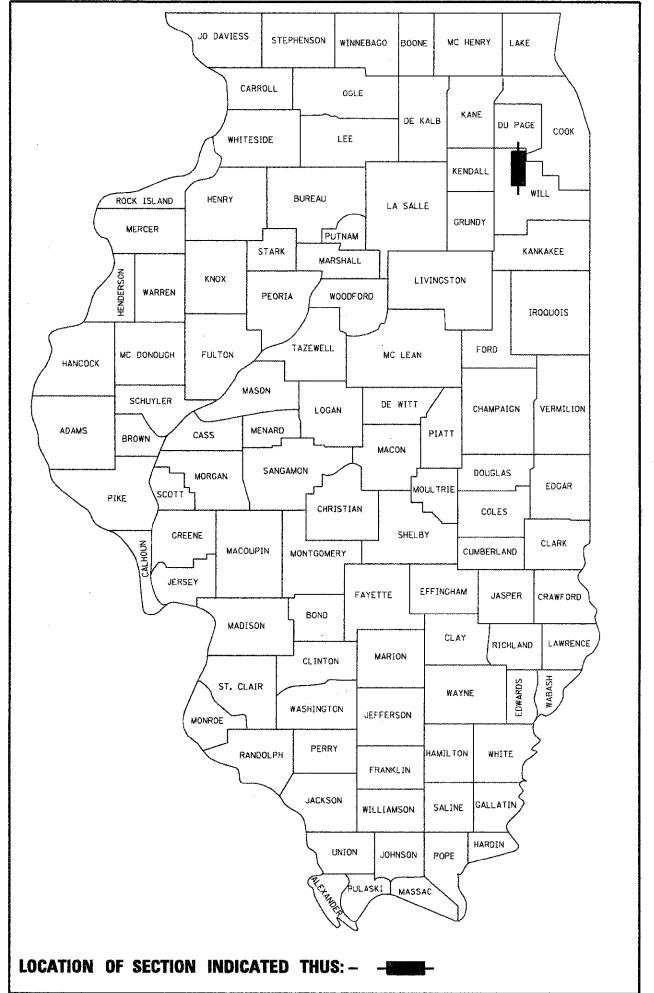 JO DAVIESS
STEPHENSON
WINNEBAGO
BOONE
MC HENRY
LAKE
CARROLL
OGLE
KANE
DE KALB
DU PAGE
COOK
WHITESIDE
LEE
KENDALL
WILL
ROCK ISLAND
HENRY
BUREAU
LA SALLE
GRUNDY
MERCER
PUTNAM
STARK
MARSHALL
KANKAKEE
HENDERSON
WARREN
KNOX
PEORIA
WOODFORD
LIVINGSTON
IROQUOIS
HANCOCK
MC DONOUGH
FULTON
TAZEWELL
MC LEAN
FORD
MASON
SCHUYLER
LOGAN
DE WITT
CHAMPAIGN
VERMILION
ADAMS
BROWN
CASS
MENARD
PIATT
MACON
MORGAN
SANGAMON
DOUGLAS
EDGAR
PIKE
SCOTT
MOULTRIE
CHRISTIAN
COLES
GREENE
MACOUPIN
MONTGOMERY
SHELBY
CUMBERLAND
CLARK
CALHOUN
JERSEY
FAYETTE
EFFINGHAM
JASPER
CRAWFORD
MADISON
BOND
CLAY
RICHLAND
LAWRENCE
CLINTON
MARION
ST. CLAIR
WAYNE
EDWARDS
WABASH
WASHINGTON
JEFFERSON
MONROE
RANDOLPH
PERRY
HAMILTON
WHITE
FRANKLIN
JACKSON
WILLIAMSON
SALINE
GALLATIN
HARDIN
UNION
JOHNSON
POPE
ALEXANDER
PULASKI
MASSAC
LOCATION OF SECTION INDICATED THUS: -